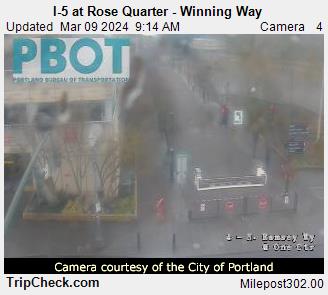 I-5 at Rose Quarter - Winning Way
Updated Mar 09 2024 9:14 AM Camera 4
PBOT
PORTLAND BUREAU OF TRANSPORTATION
Camera courtesy of the City of Portland
TripCheck.com Milepost302.00